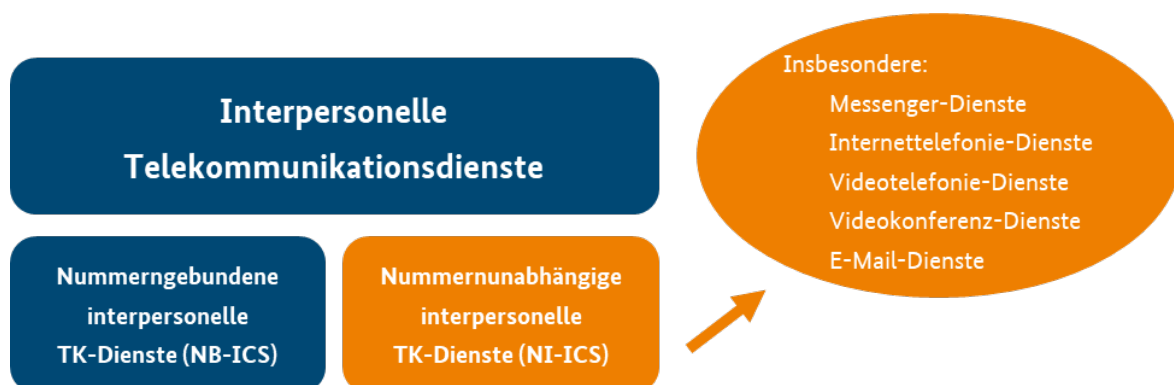 Interpersonelle
Telekommunikationsdienste
Nummerngebundene
interpersonelle
TK-Dienste (NB-ICS)
Nummernunabhängige
interpersonelle
TK-Dienste (NI-ICS)
Insbesondere:
Messenger-Dienste
Internettelefonie-Dienste
Videotelefonie-Dienste
Videokonferenz-Dienste
E-Mail-Dienste